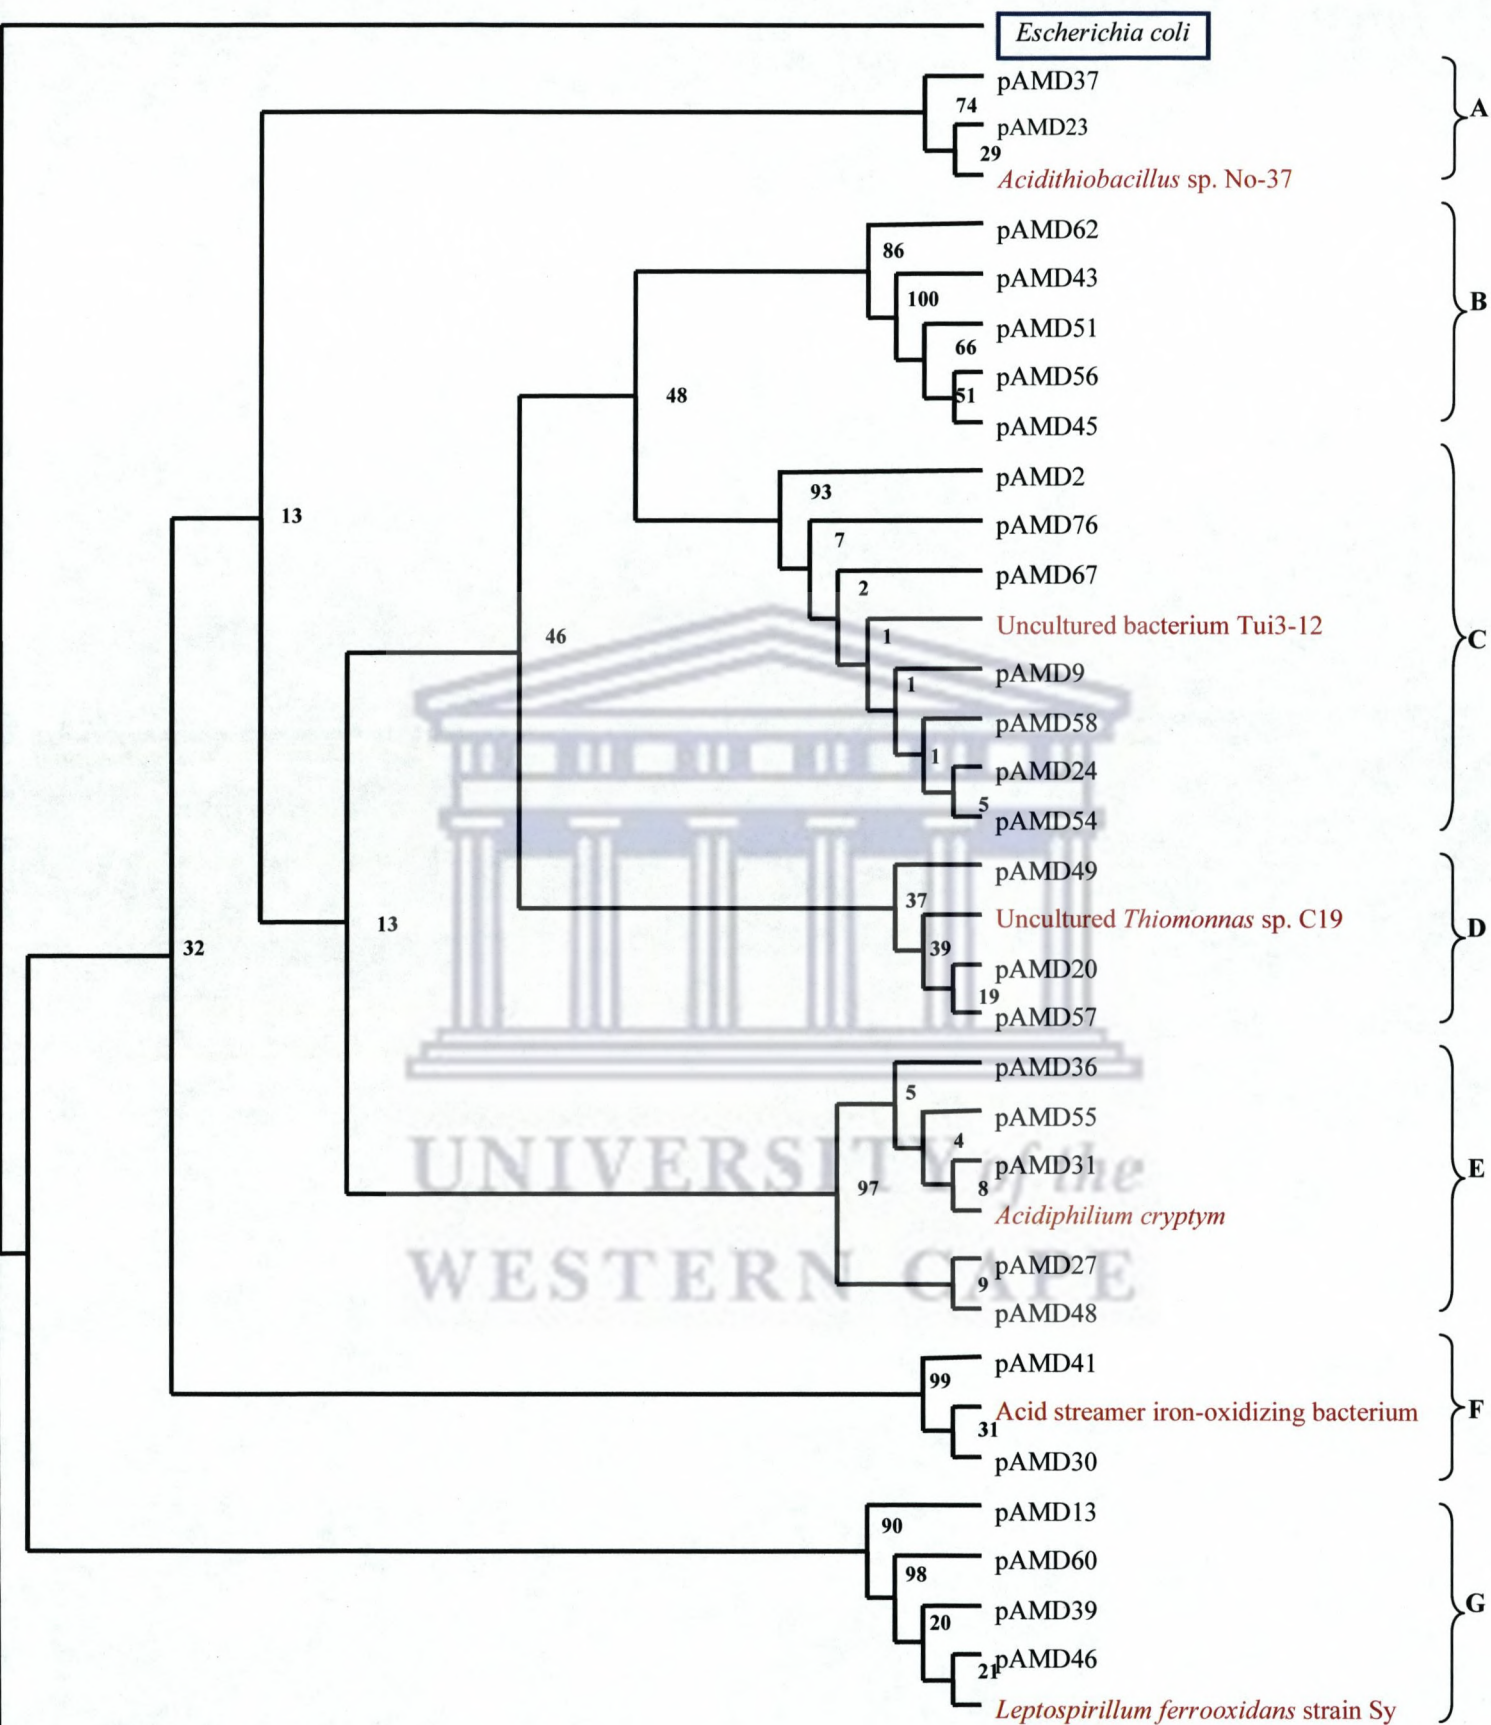 Escherichia coli
pAMD37
A
74
pAMD23
29
Acidithiobacillus sp. No-37
pAMD62
86
pAMD43
100
B
pAMD51
66
pAMD56
51
48
pAMD45
pAMD2
93
13
pAMD76
7
pAMD67
2
Uncultured bacterium Tui3-12
46
1
C
pAMD9
1
pAMD58
1
pAMD24
5
pAMD54
pAMD49
37
Uncultured Thiomonnas sp. C19
13
D
32
39
pAMD20
19
pAMD57
pAMD36
5
pAMD55
4
UNIVERSITY of the
pAMD31
E
97
8
Acidiphilium cryptym
WESTERN CAPE
pAMD27
9
pAMD48
pAMD41
99
Acid streamer iron-oxidizing bacterium
F
31
pAMD30
pAMD13
90
pAMD60
98
G
pAMD39
20
pAMD46
21
Leptospirillum ferrooxidans strain Sy